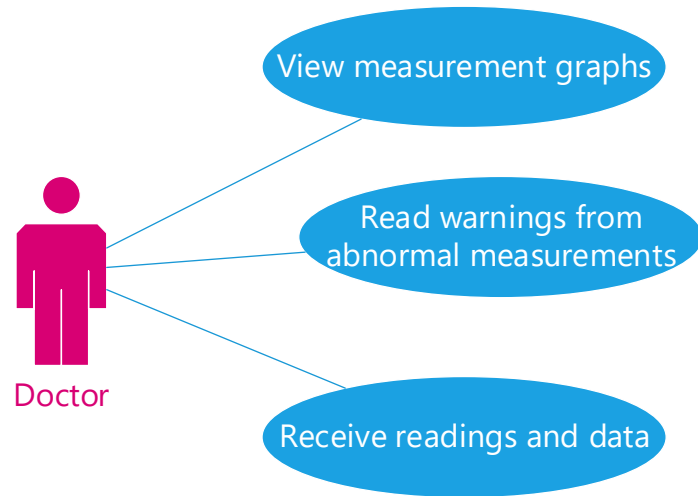 View measurement graphs
Read warnings from
abnormal measurements
Doctor
Receive readings and data